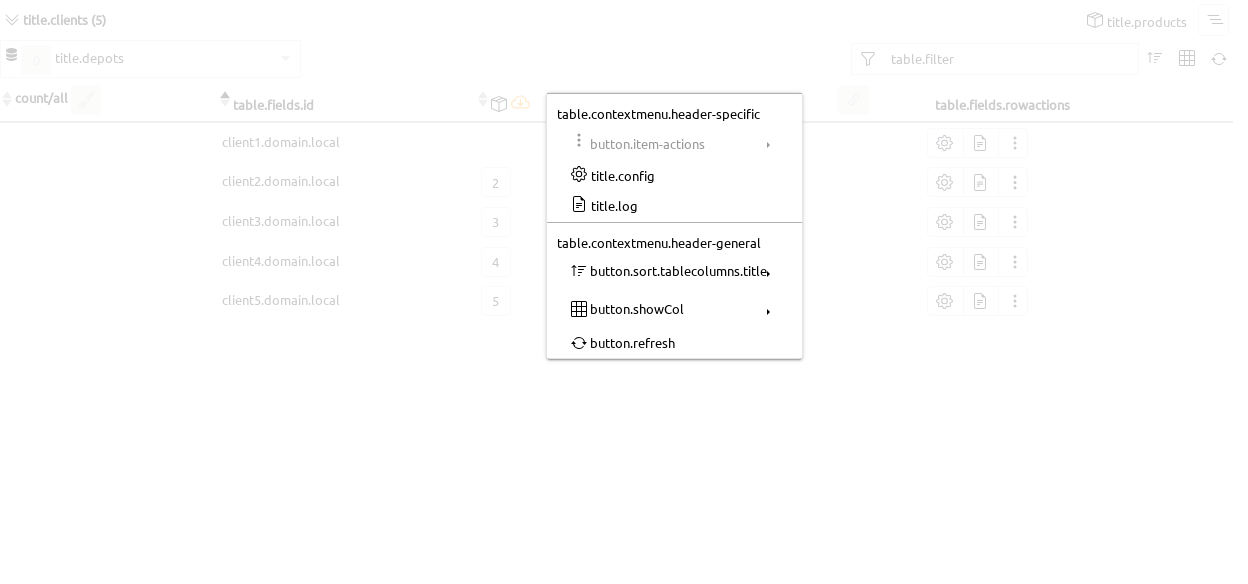 title.clients (5)
title.products
title.depots
table.filter
count/all
table.fields.id
table.fields.rowactions
client1.domain.local
client2.domain.local
2
client3.domain.local
3
client4.domain.local
4
client5.domain.local
5
table.contextmenu.header-specific
button.item-actions
title.config
title.log
table.contextmenu.header-general
button.sort.tablecolumns.title
button.showCol
button.refresh